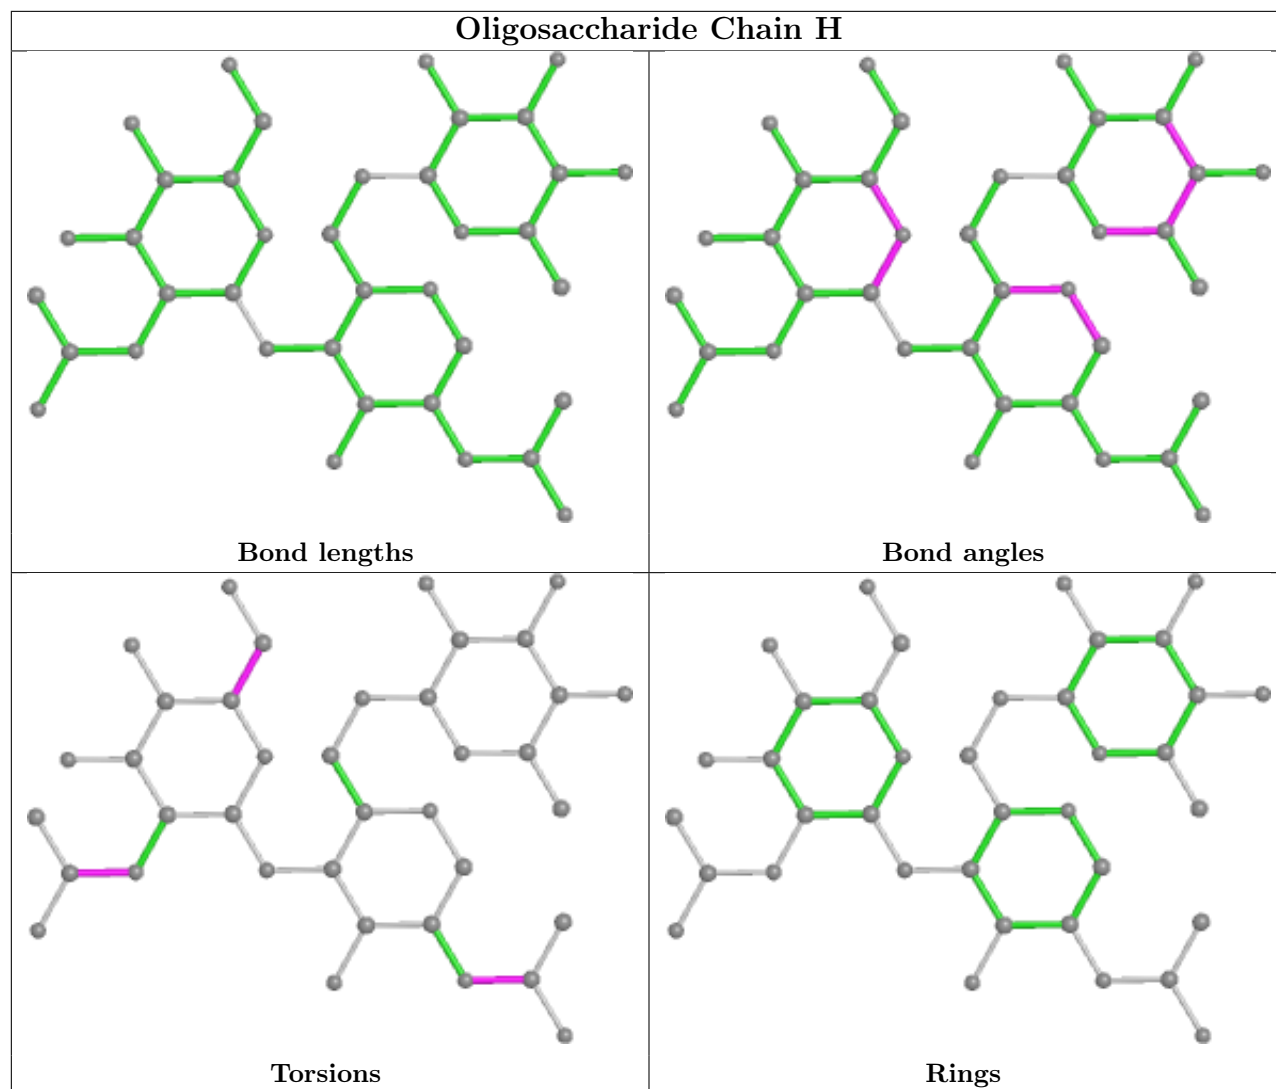 Oligosaccharide Chain H
Bond lengths
Bond angles
Torsions
Rings